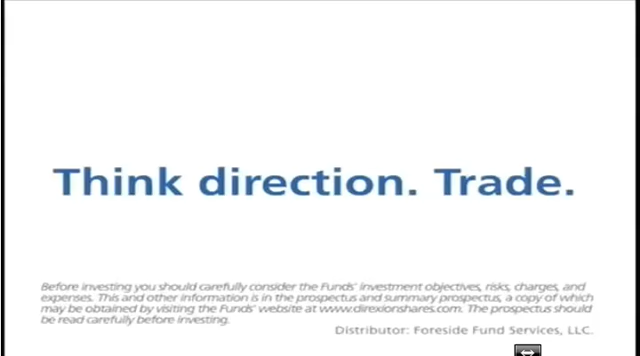 Think direction. Trade.
Before investing you should carefully consider the Funds' investment objectives, risks, charges, and
expenses. This and other information is in the prospectus and summary prospectus, a copy of which
may be obtained by visiting the Funds' website at www.direxionshares.com. The prospectus should
be read carefully before investing.
Distributor: Foreside Fund Services, LLC.